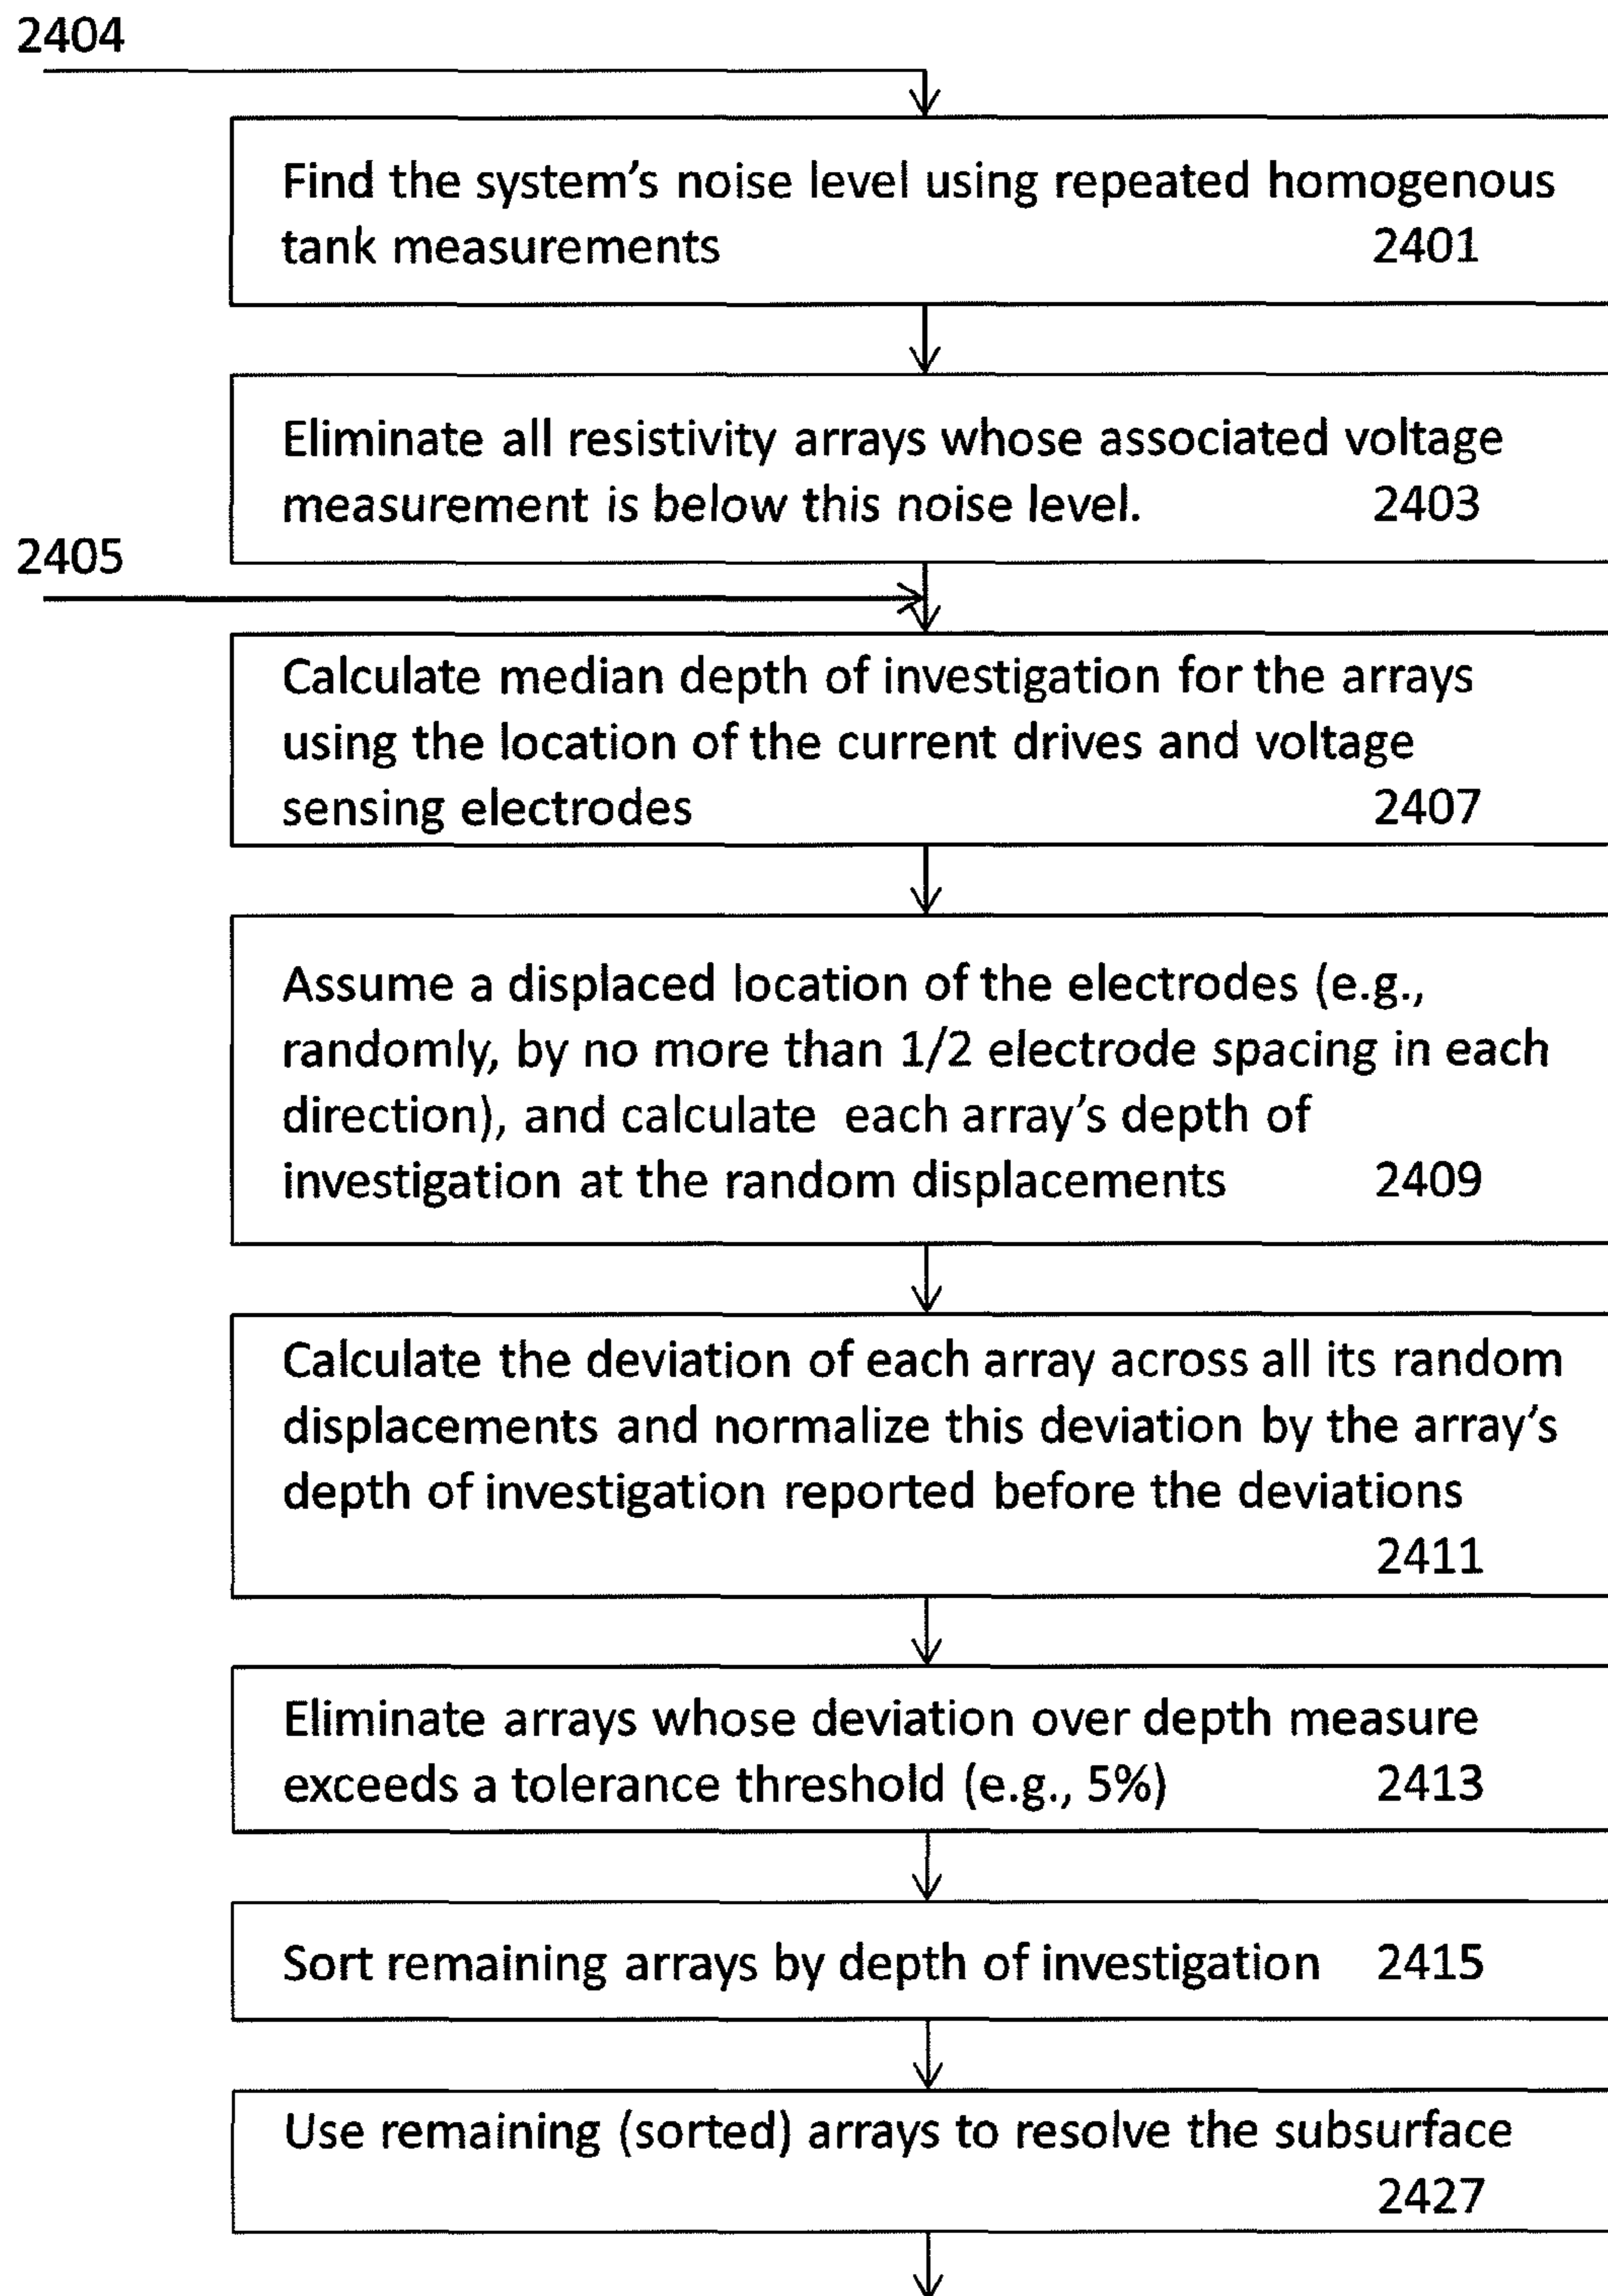 2404
Find the system's noise level using repeated homogenous
tank measurements 2401
Eliminate all resistivity arrays whose associated voltage
measurement is below this noise level. 2403
2405
Calculate median depth of investigation for the arrays
using the location of the current drives and voltage
sensing electrodes 2407
Assume a displaced location of the electrodes (e.g.,
randomly, by no more than 1/2 electrode spacing in each
direction), and calculate each array's depth of
investigation at the random displacements 2409
Calculate the deviation of each array across all its random
displacements and normalize this deviation by the array's
depth of investigation reported before the deviations
2411
Eliminate arrays whose deviation over depth measure
exceeds a tolerance threshold (e.g., 5%) 2413
Sort remaining arrays by depth of investigation 2415
Use remaining (sorted) arrays to resolve the subsurface
2427